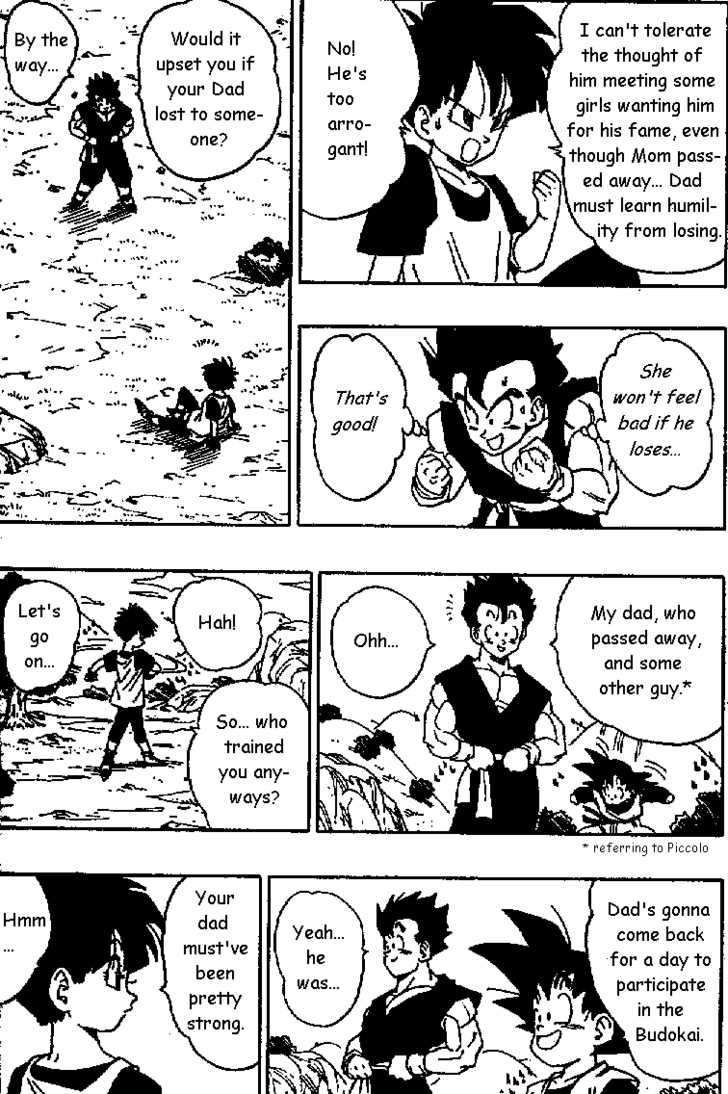 By the
way...
Would it
upset you if
your Dad
lost to some-
one?
No!
He's
too
arro-
gant!
I can't tolerate
the thought of
him meeting some
girls wanting him
for his fame, even
though Mom pass-
ed away... Dad
must learn humil-
ity from losing.
That's
good!
She
won't feel
bad if he
loses...
Let's
go
on...
Hah!
So... who
trained
you any-
ways?
Ohh...
My dad, who
passed away,
and some
other guy.*
* referring to Piccolo
Hmm
...
Your
dad
must've
been
pretty
strong.
Yeah...
he
was...
Dad's gonna
come back
for a day to
participate
in the
Budokai.